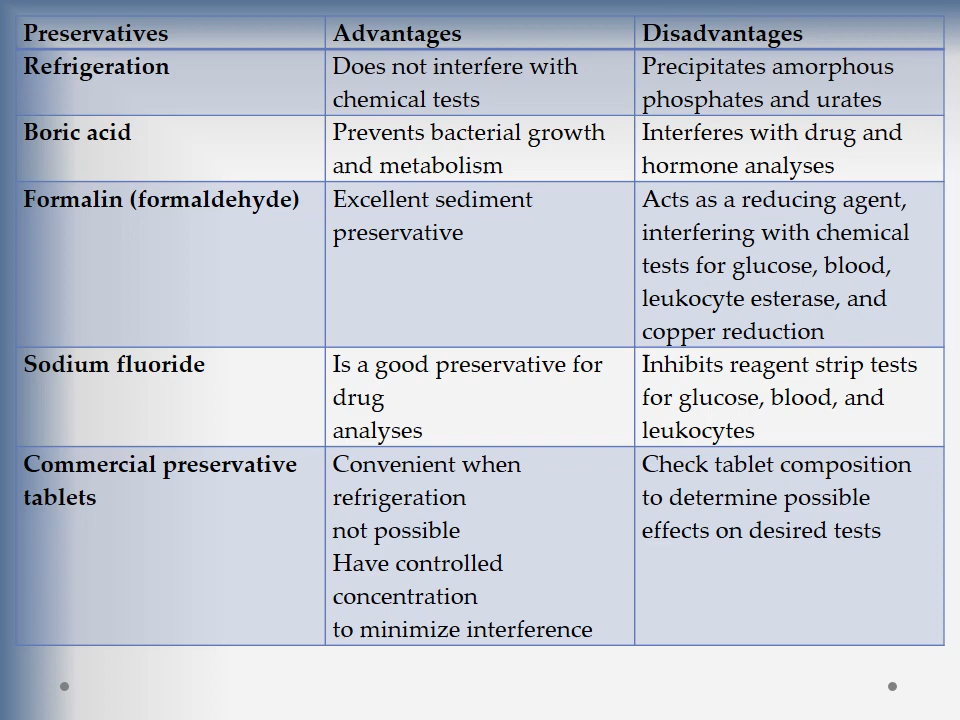 Preservatives
Advantages
Disadvantages
Refrigeration
Does not interfere with
chemical tests
Precipitates amorphous
phosphates and urates
Boric acid
Prevents bacterial growth
and metabolism
Interferes with drug and
hormone analyses
Formalin (formaldehyde)
Excellent sediment
preservative
Acts as a reducing agent,
interfering with chemical
tests for glucose, blood,
leukocyte esterase, and
copper reduction
Sodium fluoride
Is a good preservative for
drug
analyses
Inhibits reagent strip tests
for glucose, blood, and
leukocytes
Commercial preservative
tablets
Convenient when
refrigeration
not possible
Have controlled
concentration
to minimize interference
Check tablet composition
to determine possible
effects on desired tests